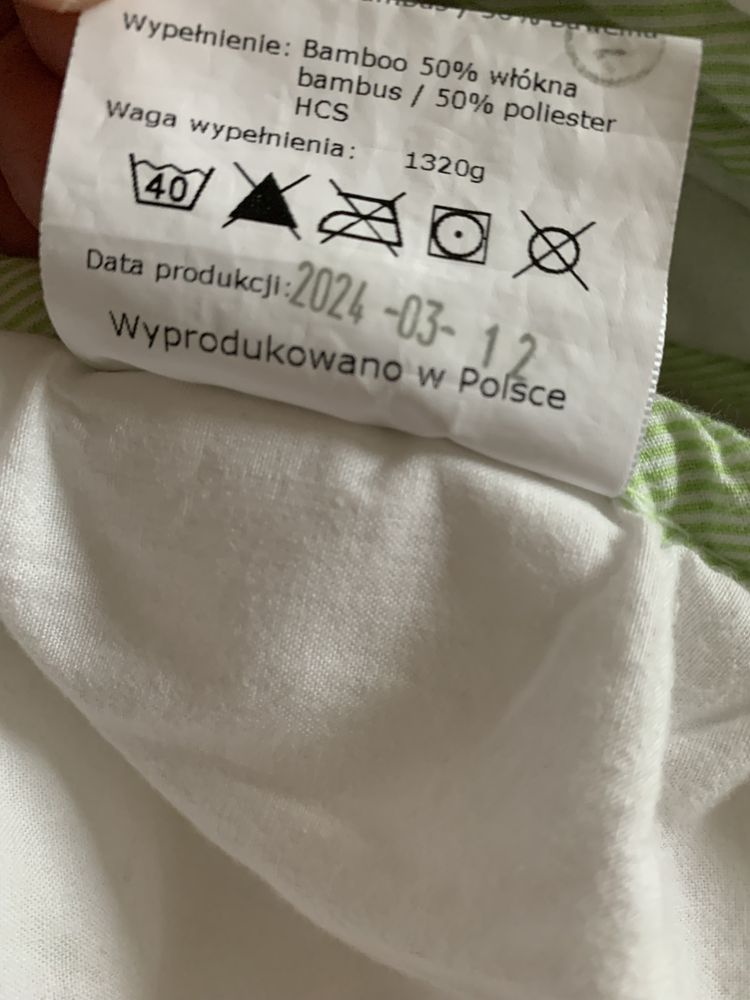 50%
Wypełnienie: Bamboo 50% włókna
bambus / 50% poliester
HCS
Waga wypełnienia: 1320g
40
Data produkcji: 2024-03-12
Wyprodukowano w Polsce